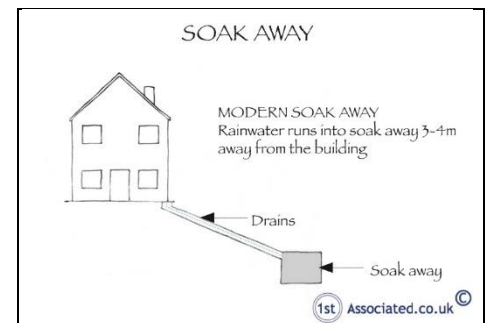 SOAK AWAY
MODERN SOAK AWAY
Rainwater runs into soak away 3-4m
away from the building
Drains
Soak away
1st Associated.co.uk ©